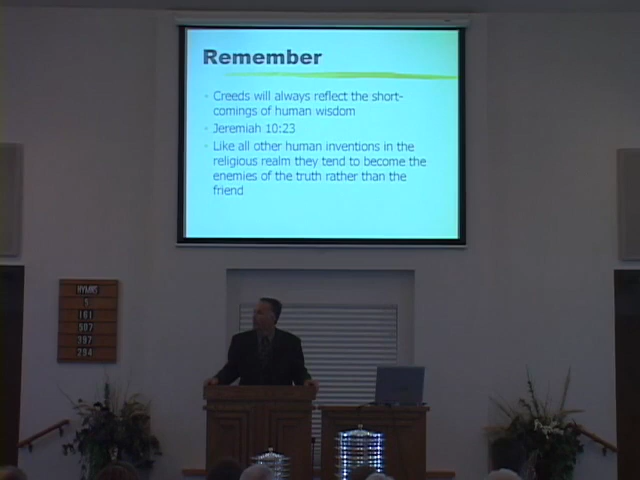 Remember
Creeds will always reflect the short-
comings of human wisdom
Jeremiah 10:23
Like all other human inventions in the
religious realm they tend to become the
enemies of the truth rather than the
friend
HYMNS
5
161
587
397
294